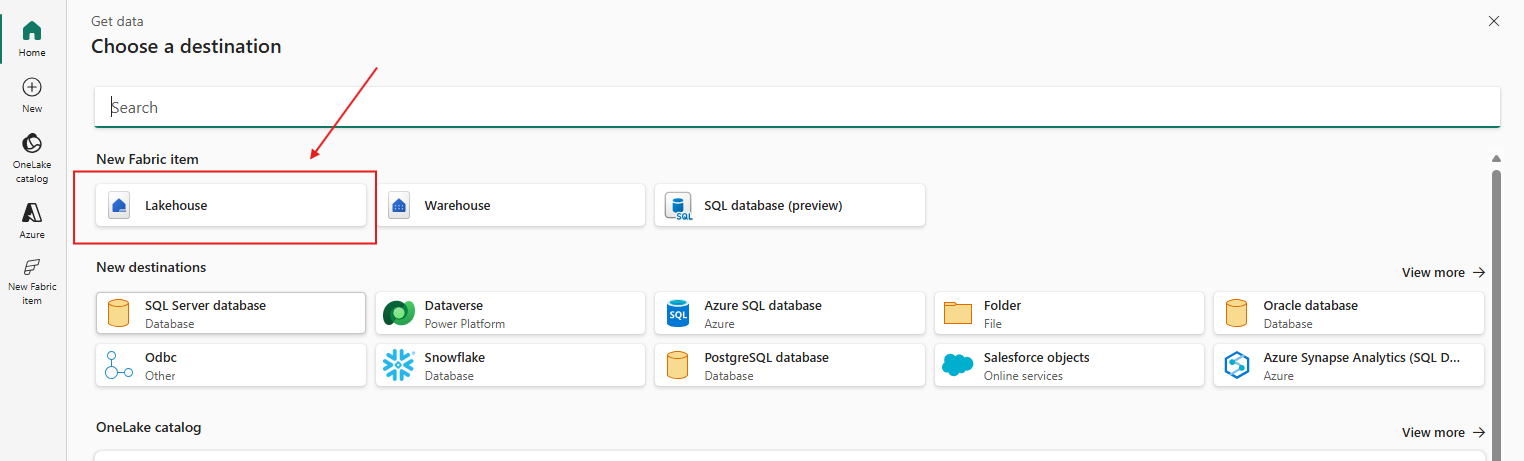 Get data
Choose a destination
Home
New
OneLake
catalog
Azure
New Fabric
item
Search
New Fabric item
Lakehouse
Warehouse
SQL
SQL database (preview)
New destinations
View more
SQL Server database
Database
Dataverse
Power Platform
SQL
Azure SQL database
Azure
Folder
File
Oracle database
Database
Odbc
Other
Snowflake
Database
PostgreSQL database
Database
Salesforce objects
Online services
Azure Synapse Analytics (SQL D...
Azure
OneLake catalog
View more